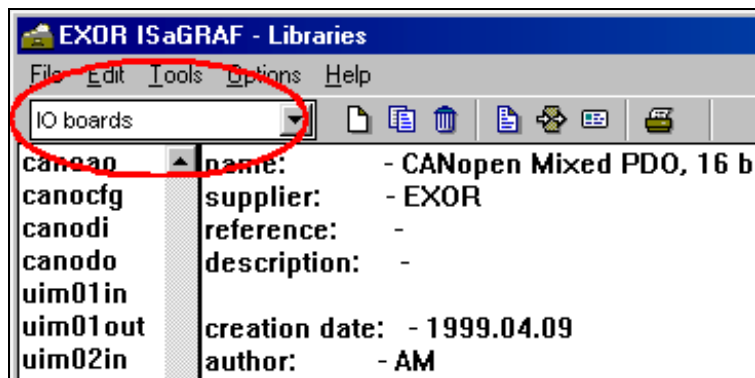 EXOR ISaGRAF - Libraries
File Edit Tools Options Help
IO boards
canoao
canocfg
canodi
canodo
uim01in
uim01out
uim02in
name: - CANopen Mixed PDO, 16 b
supplier: - EXOR
reference: -
description: -
creation date: - 1999.04.09
author: - AM